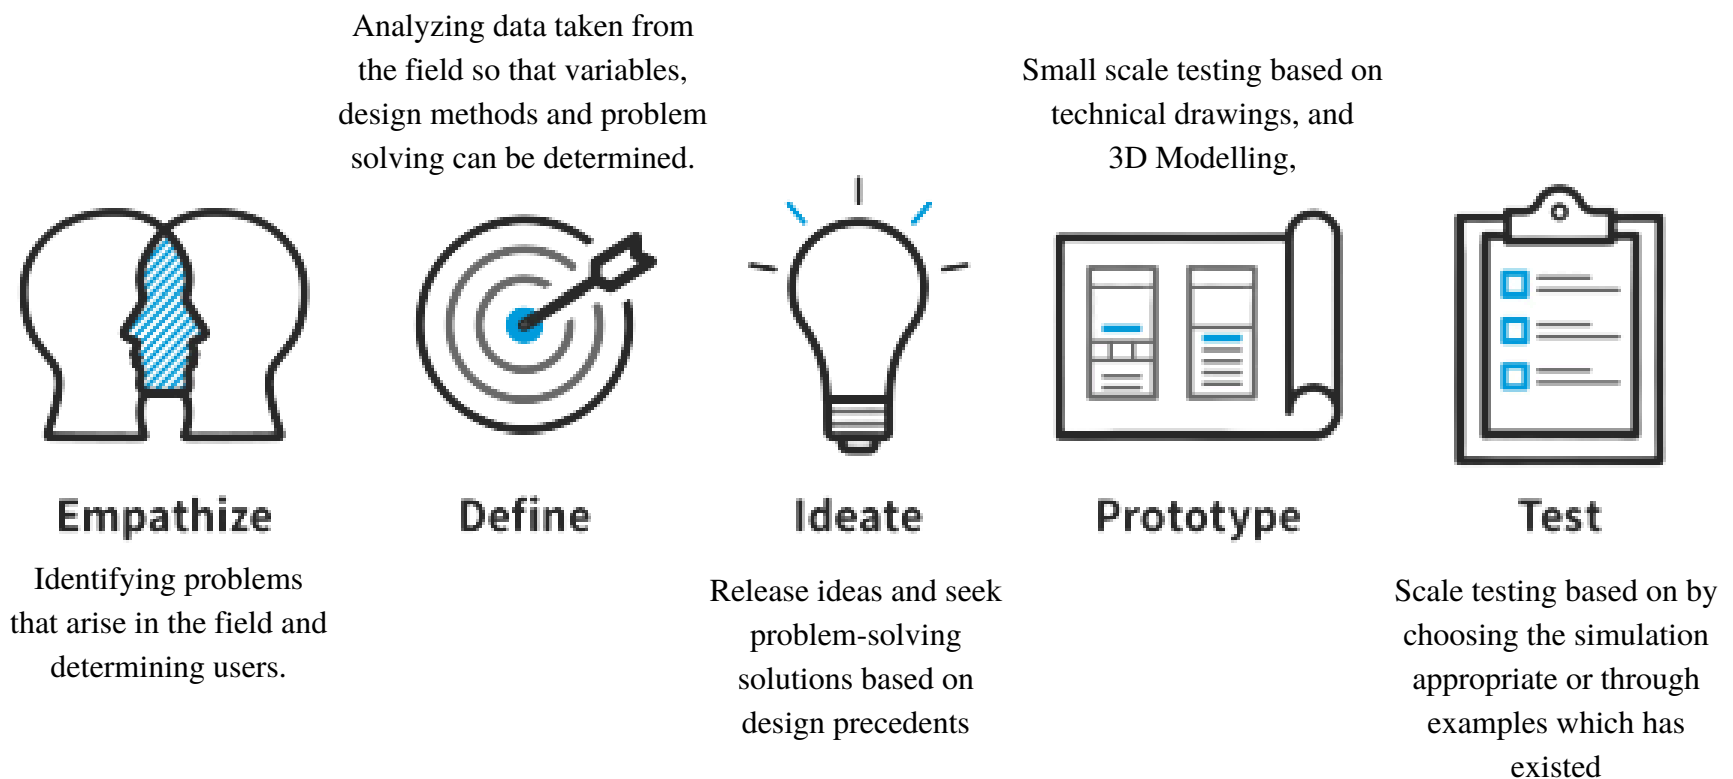 Analyzing data taken from
the field so that variables,
design methods and problem
solving can be determined.
Small scale testing based on
technical drawings, and
3D Modelling,
Empathize
Define
Ideate
Prototype
Test
Identifying problems
that arise in the field and
determining users.
Release ideas and seek
problem-solving
solutions based on
design precedents
Scale testing based on by
choosing the simulation
appropriate or through
examples which has
existed